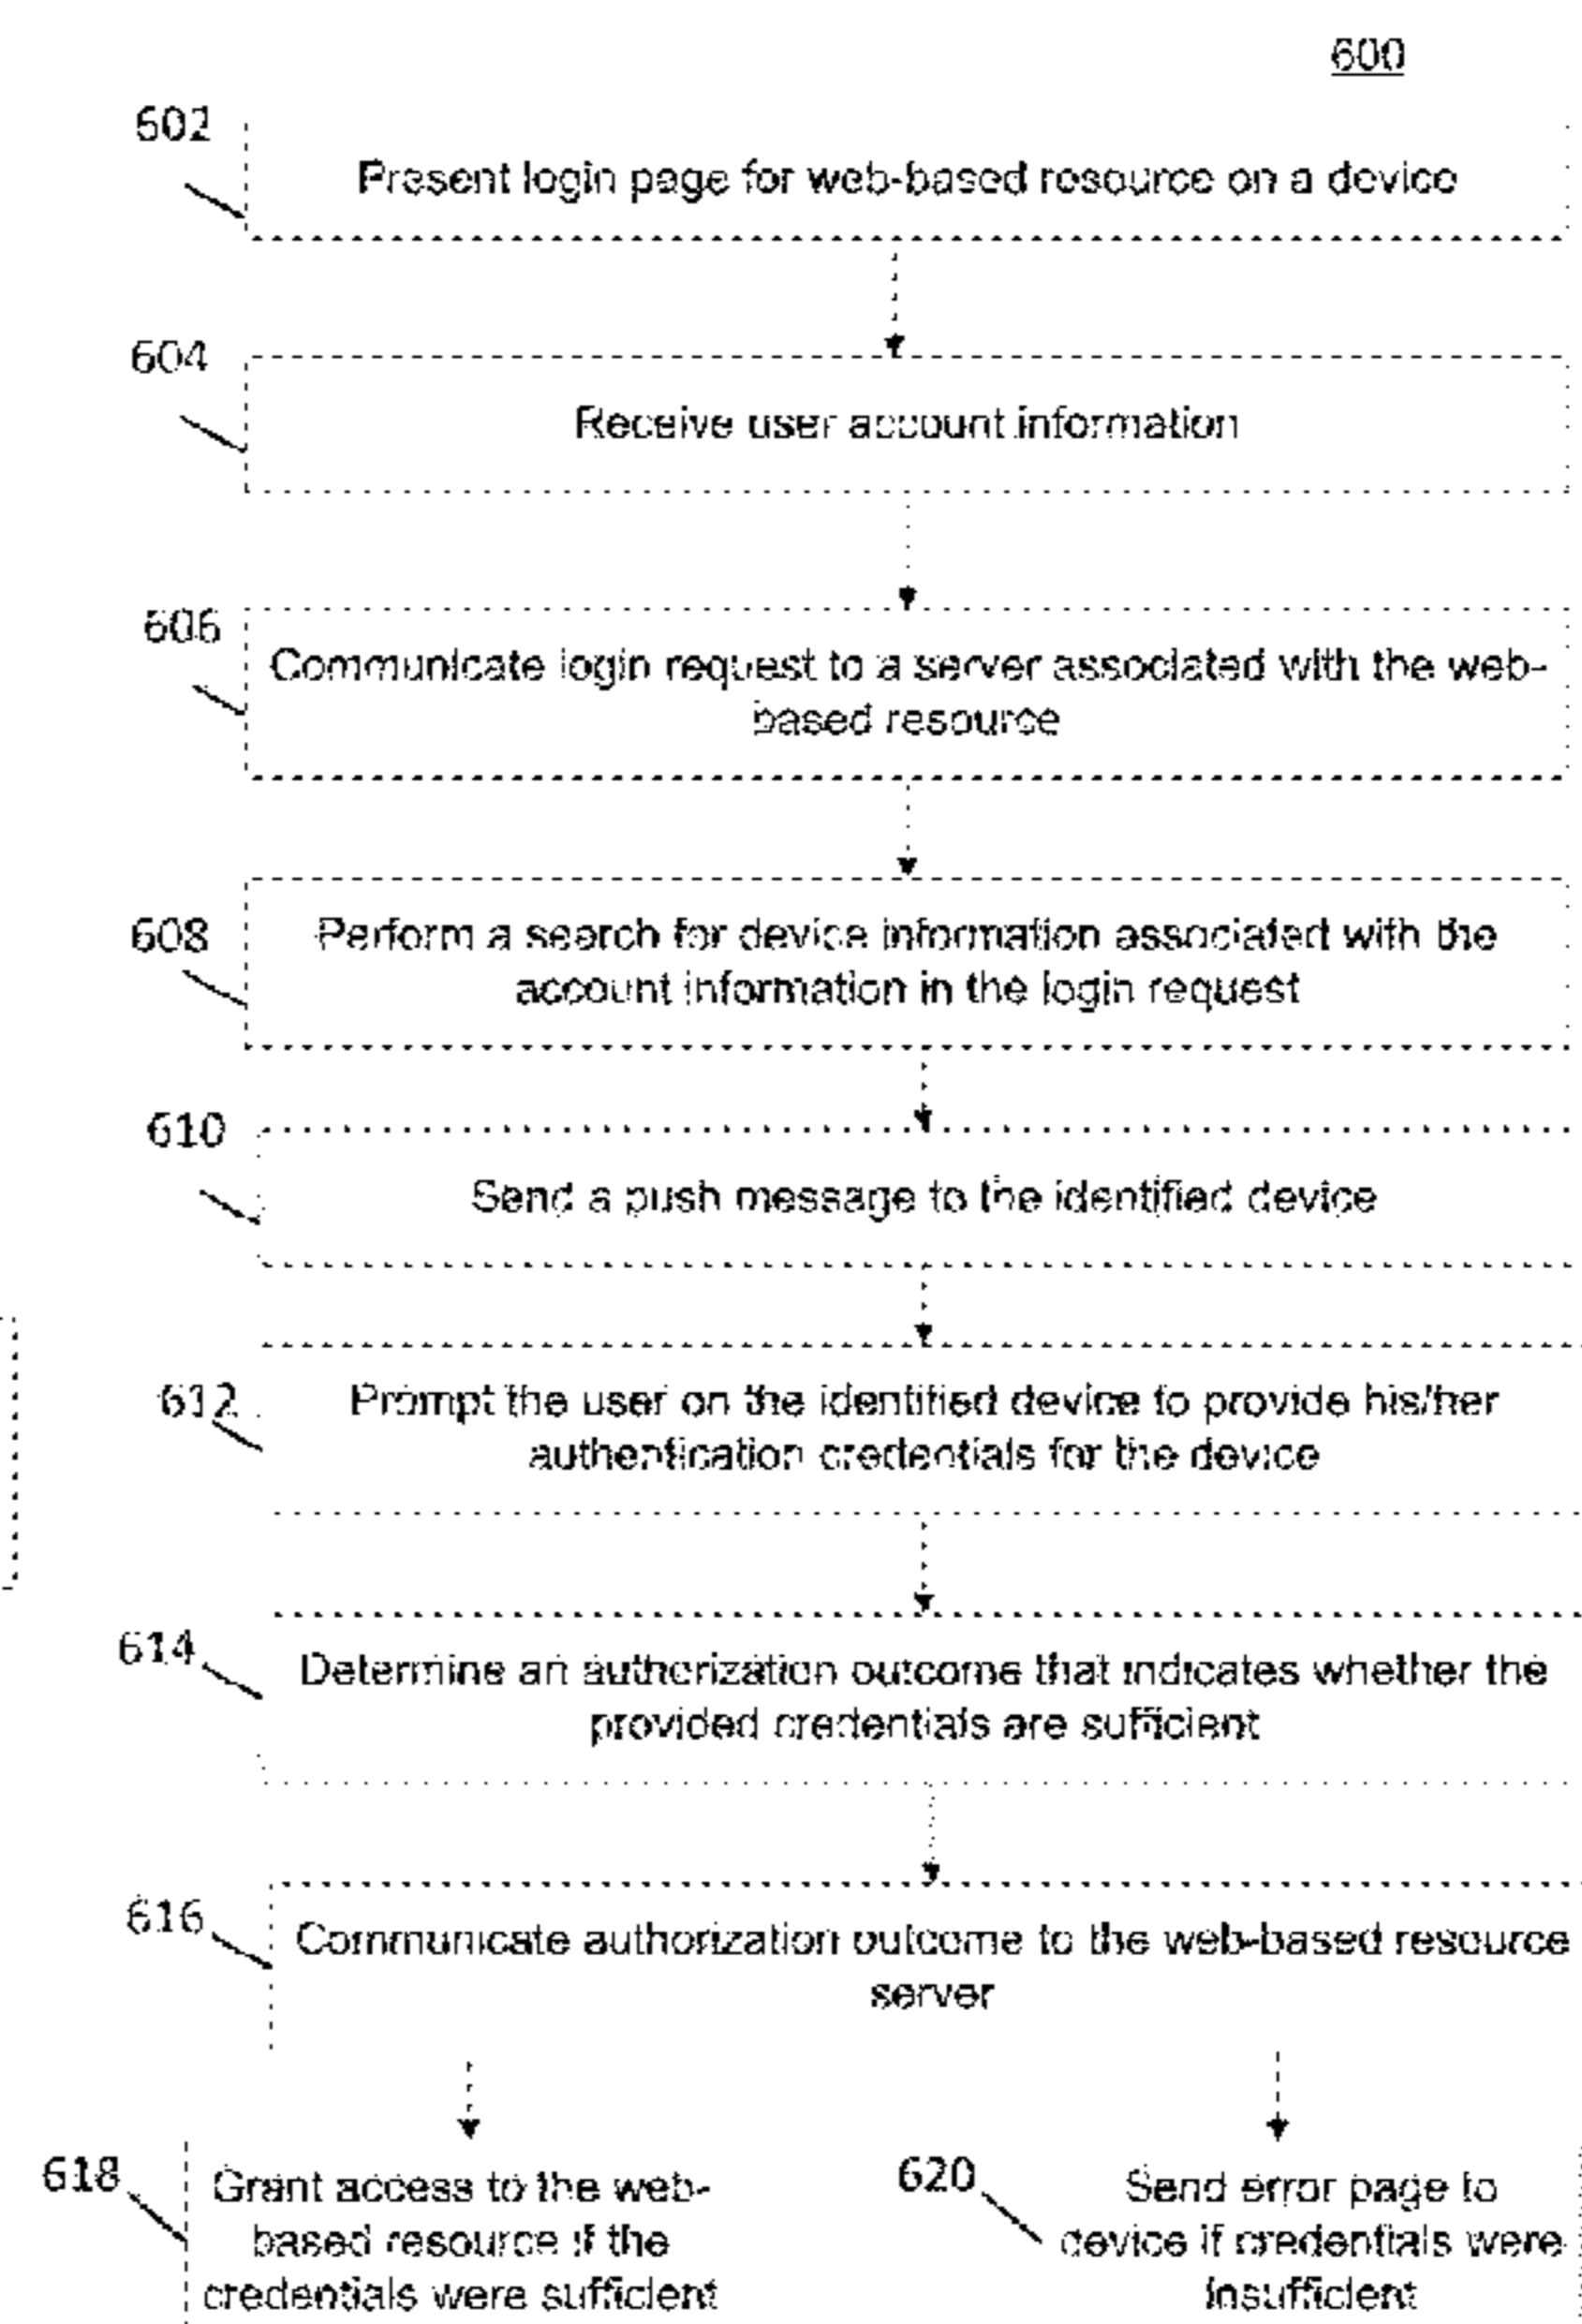 600
602
Present login page for web-based resource on a device
604
Receive user account information
606
Communicate login request to a server associated with the web-
based resource
608
Perform a search for device information associated with the
account information in the login request
610
Send a push message to the identified device
612
Prompt the user on the identified device to provide his/her
authentication credentials for the device
614
Determine an authorization outcome that indicates whether the
provided credentials are sufficient
616
Communicate authorization outcome to the web-based resource
server
618
Grant access to the web-
based resource if the
credentials were sufficient
620
Send error page to
device if credentials were
insufficient